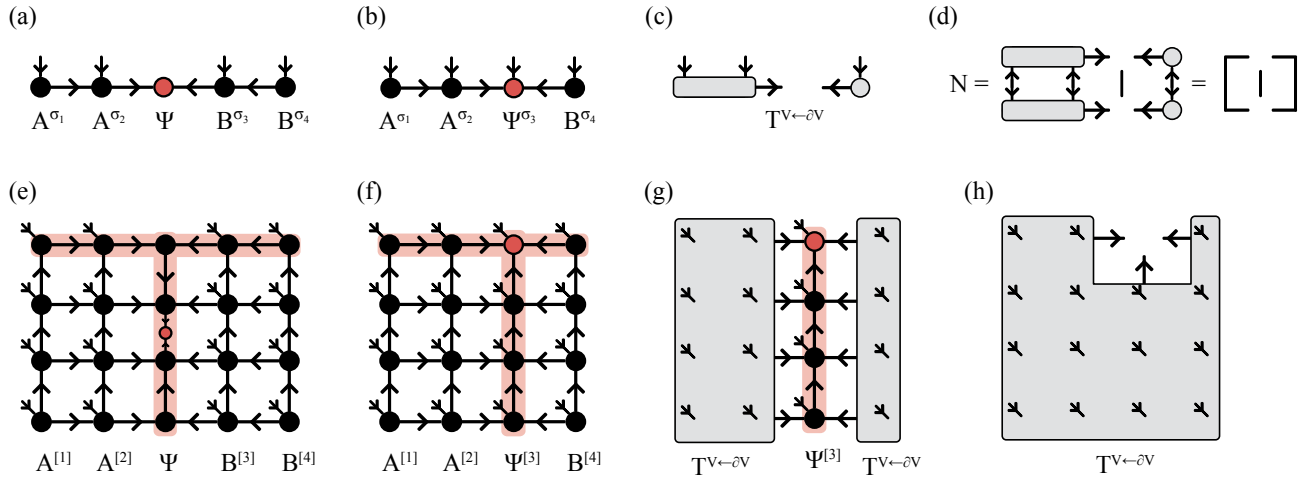 (a)
(b)
(c)
(d)
N = | = |
A^σ₁ A^σ₂ Ψ B^σ₃ B^σ₄
A^σ₁ A^σ₂ Ψ^σ₃ B^σ₄
T^V←∂V
(e)
(f)
(g)
(h)
A^[1] A^[2] Ψ B^[3] B^[4]
A^[1] A^[2] Ψ^[3] B^[4]
T^V←∂V Ψ^[3] T^V←∂V
T^V←∂V